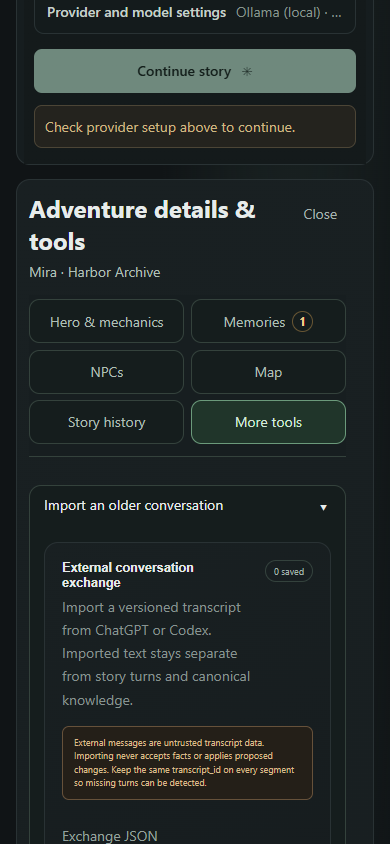 Provider and model settings Ollama (local) · ...
Continue story ✳
Check provider setup above to continue.
Adventure details &
tools
Close
Mira · Harbor Archive
Hero & mechanics
Memories 1
NPCs
Map
Story history
More tools
Import an older conversation ▼
External conversation
exchange
0 saved
Import a versioned transcript
from ChatGPT or Codex.
Imported text stays separate
from story turns and canonical
knowledge.
External messages are untrusted transcript data.
Importing never accepts facts or applies proposed
changes. Keep the same transcript_id on every segment
so missing turns can be detected.
Exchange JSON